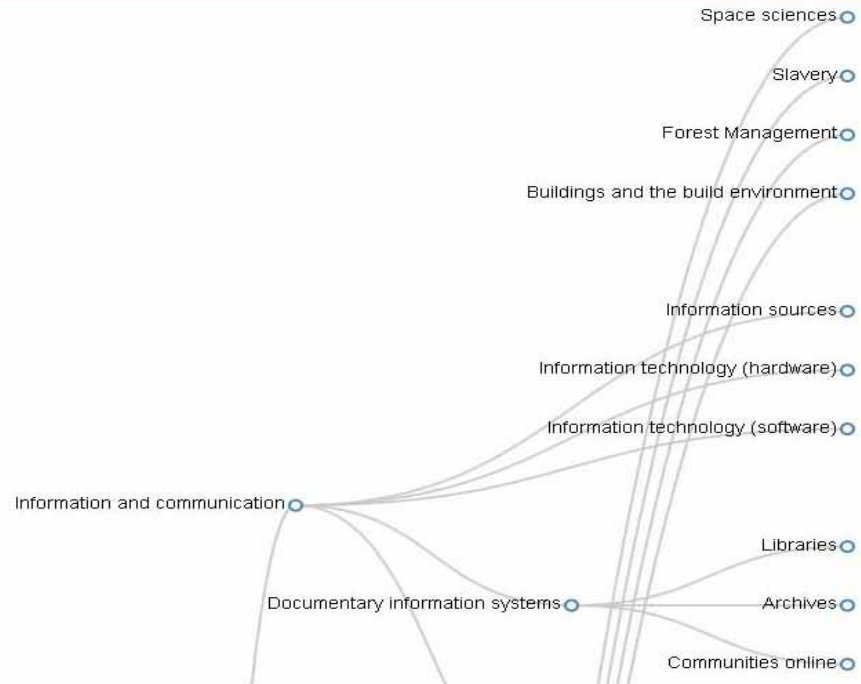 Space sciences
Slavery
Forest Management
Buildings and the build environment
Information sources
Information technology (hardware)
Information technology (software)
Information and communication
Libraries
Documentary information systems
Archives
Communities online